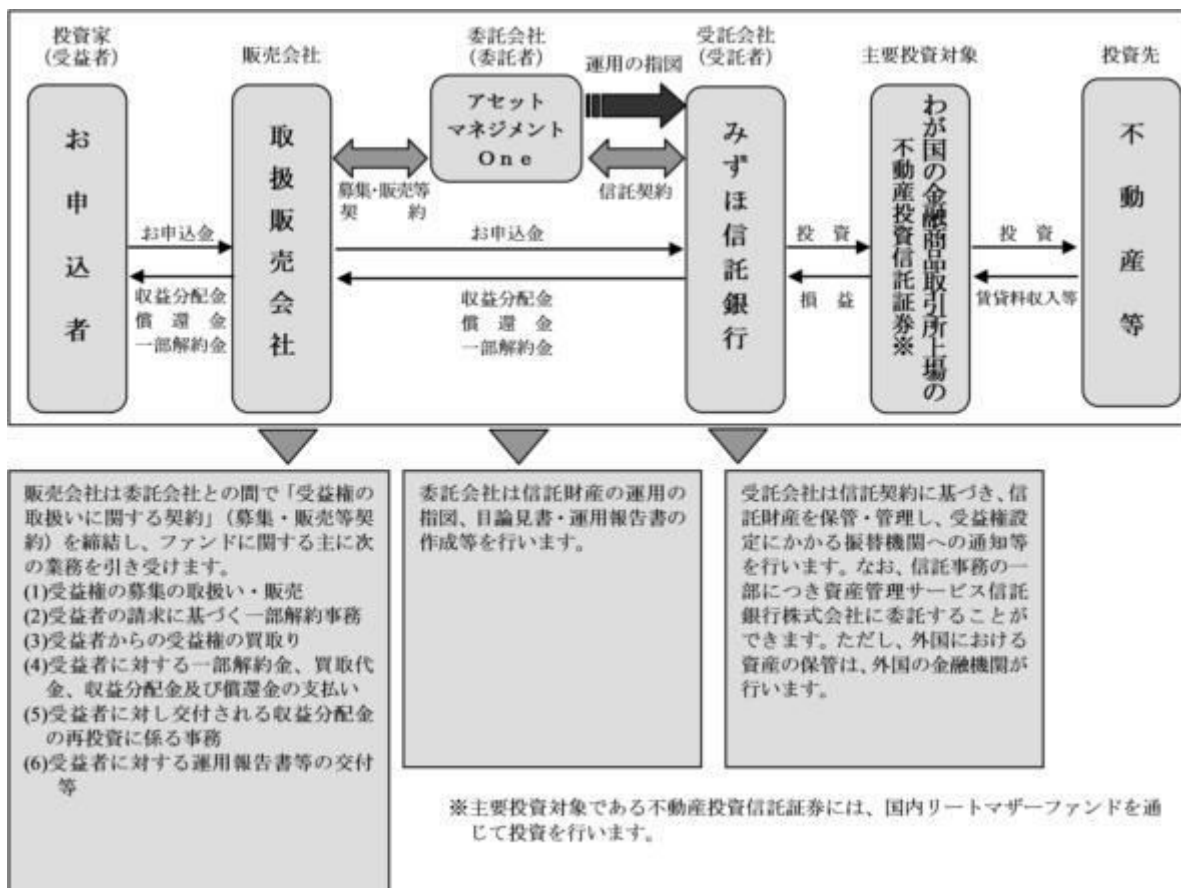 投資家
(受益者)
販売会社
委託会社
(委託者)
運用の指図
受託会社
(受託者)
主要投資対象
投資先
お申込者
取扱販売会社
アセット
マネジメント
One
みずほ信託銀行
わが国の金融商品取引所上場の
不動産投資信託証券※
不動産等
募集・販売等
契約
信託契約
お申込金
収益分配金
償還金
一部解約金
お申込金
収益分配金
償還金
一部解約金
投資
損益
投資
賃貸料収入等
販売会社は委託会社との間で「受益権の
取扱いに関する契約」（募集・販売等契
約）を締結し、ファンドに関する主に次
の業務を引き受けます。
(1)受益権の募集の取扱い・販売
(2)受益者の請求に基づく一部解約事務
(3)受益者からの受益権の買取り
(4)受益者に対する一部解約金、買取代
金、収益分配金及び償還金の支払い
(5)受益者に対し交付される収益分配金
の再投資に係る事務
(6)受益者に対する運用報告書等の交付
等
委託会社は信託財産の運用の
指図、目論見書・運用報告書の
作成等を行います。
受託会社は信託契約に基づき、信
託財産を保管・管理し、受益権設
定にかかる振替機関への通知等
を行います。なお、信託事務の一
部につき資産管理サービス信託
銀行株式会社に委託することが
できます。ただし、外国における
資産の保管は、外国の金融機関が
行います。
※主要投資対象である不動産投資信託証券には、国内リートマザーファンドを通
じて投資を行います。